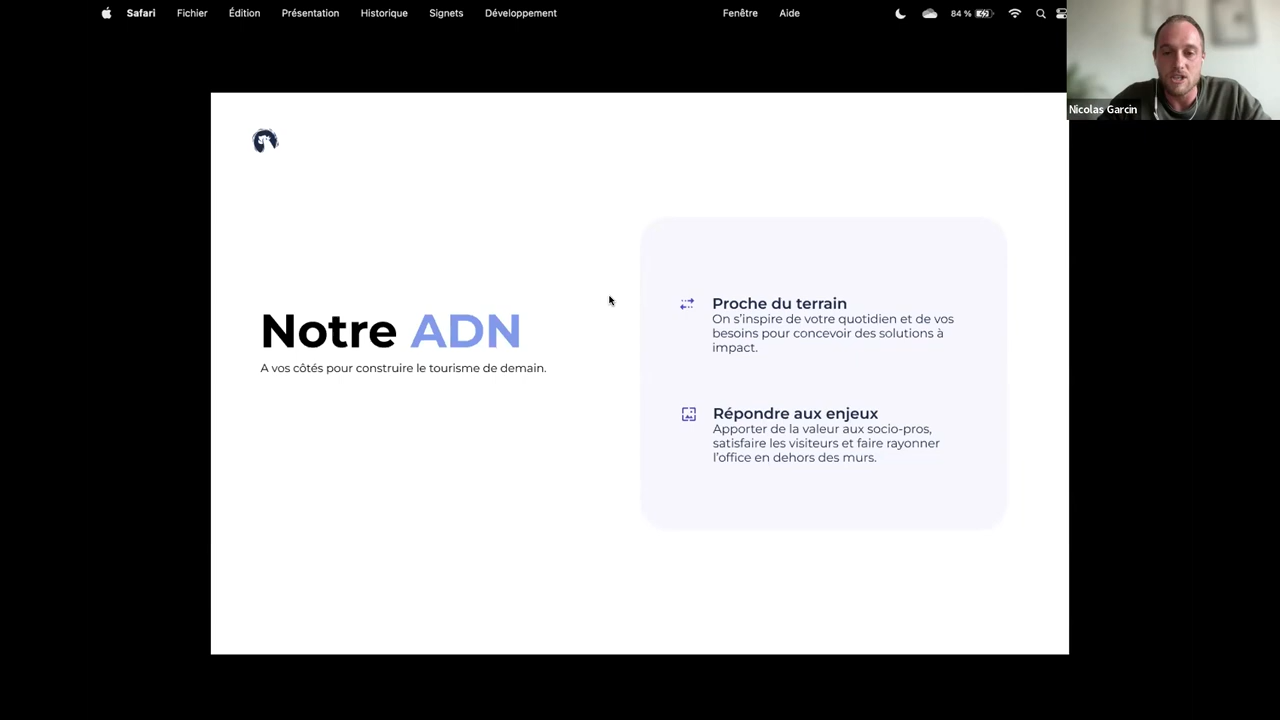 Safari Fichier Édition Présentation Historique Signets Développement Fenêtre Aide 84 %
Nicolas Garcin
Notre ADN
A vos côtés pour construire le tourisme de demain.
Proche du terrain
On s’inspire de votre quotidien et de vos
besoins pour concevoir des solutions à
impact.
Répondre aux enjeux
Apporter de la valeur aux socio-pros,
satisfaire les visiteurs et faire rayonner
l’office en dehors des murs.